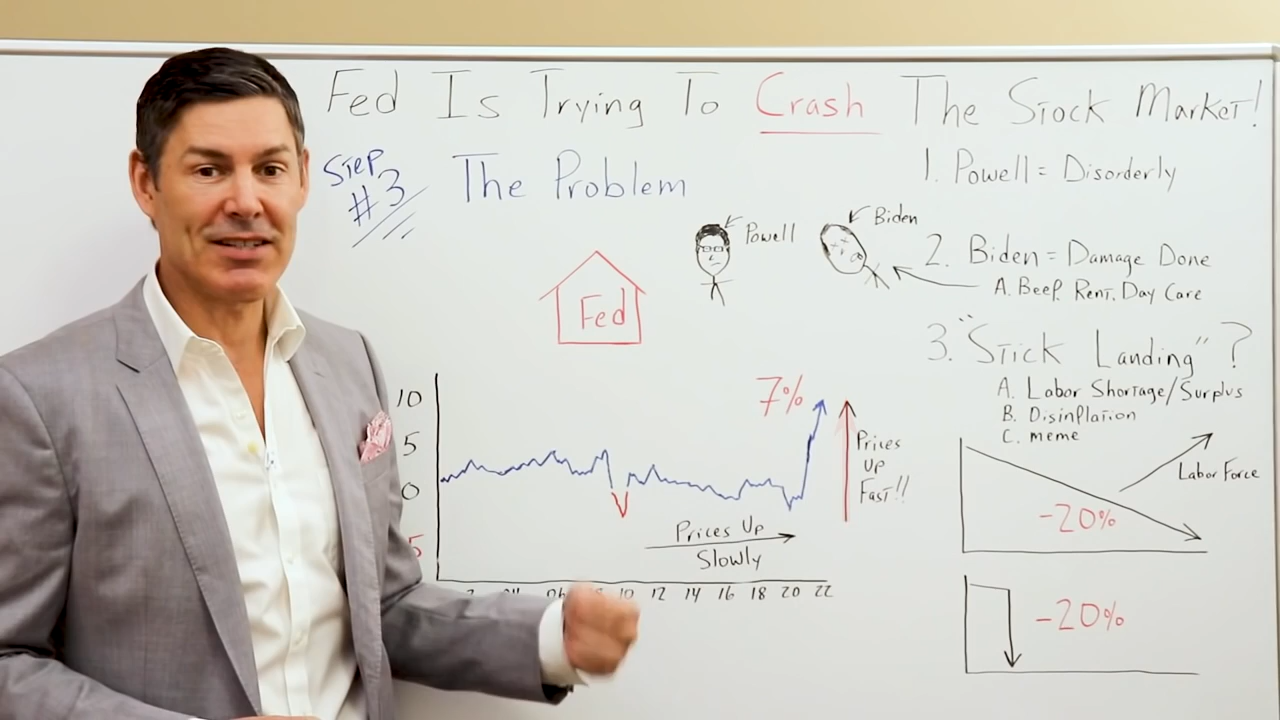 Fed Is Trying To Crash The Stock Market!
STEP
#3
The Problem
1. Powell = Disorderly
Powell
Biden
2. Biden = Damage Done
A. Beef, Rent, Day Care
Fed
3. "Stick Landing"?
A. Labor Shortage/Surplus
B. Disinflation
C. meme
10
5
0
5
7%
Prices
Up
Fast!!
Prices Up
Slowly
10 12 14 16 18 20 22
Labor Force
-20%
-20%